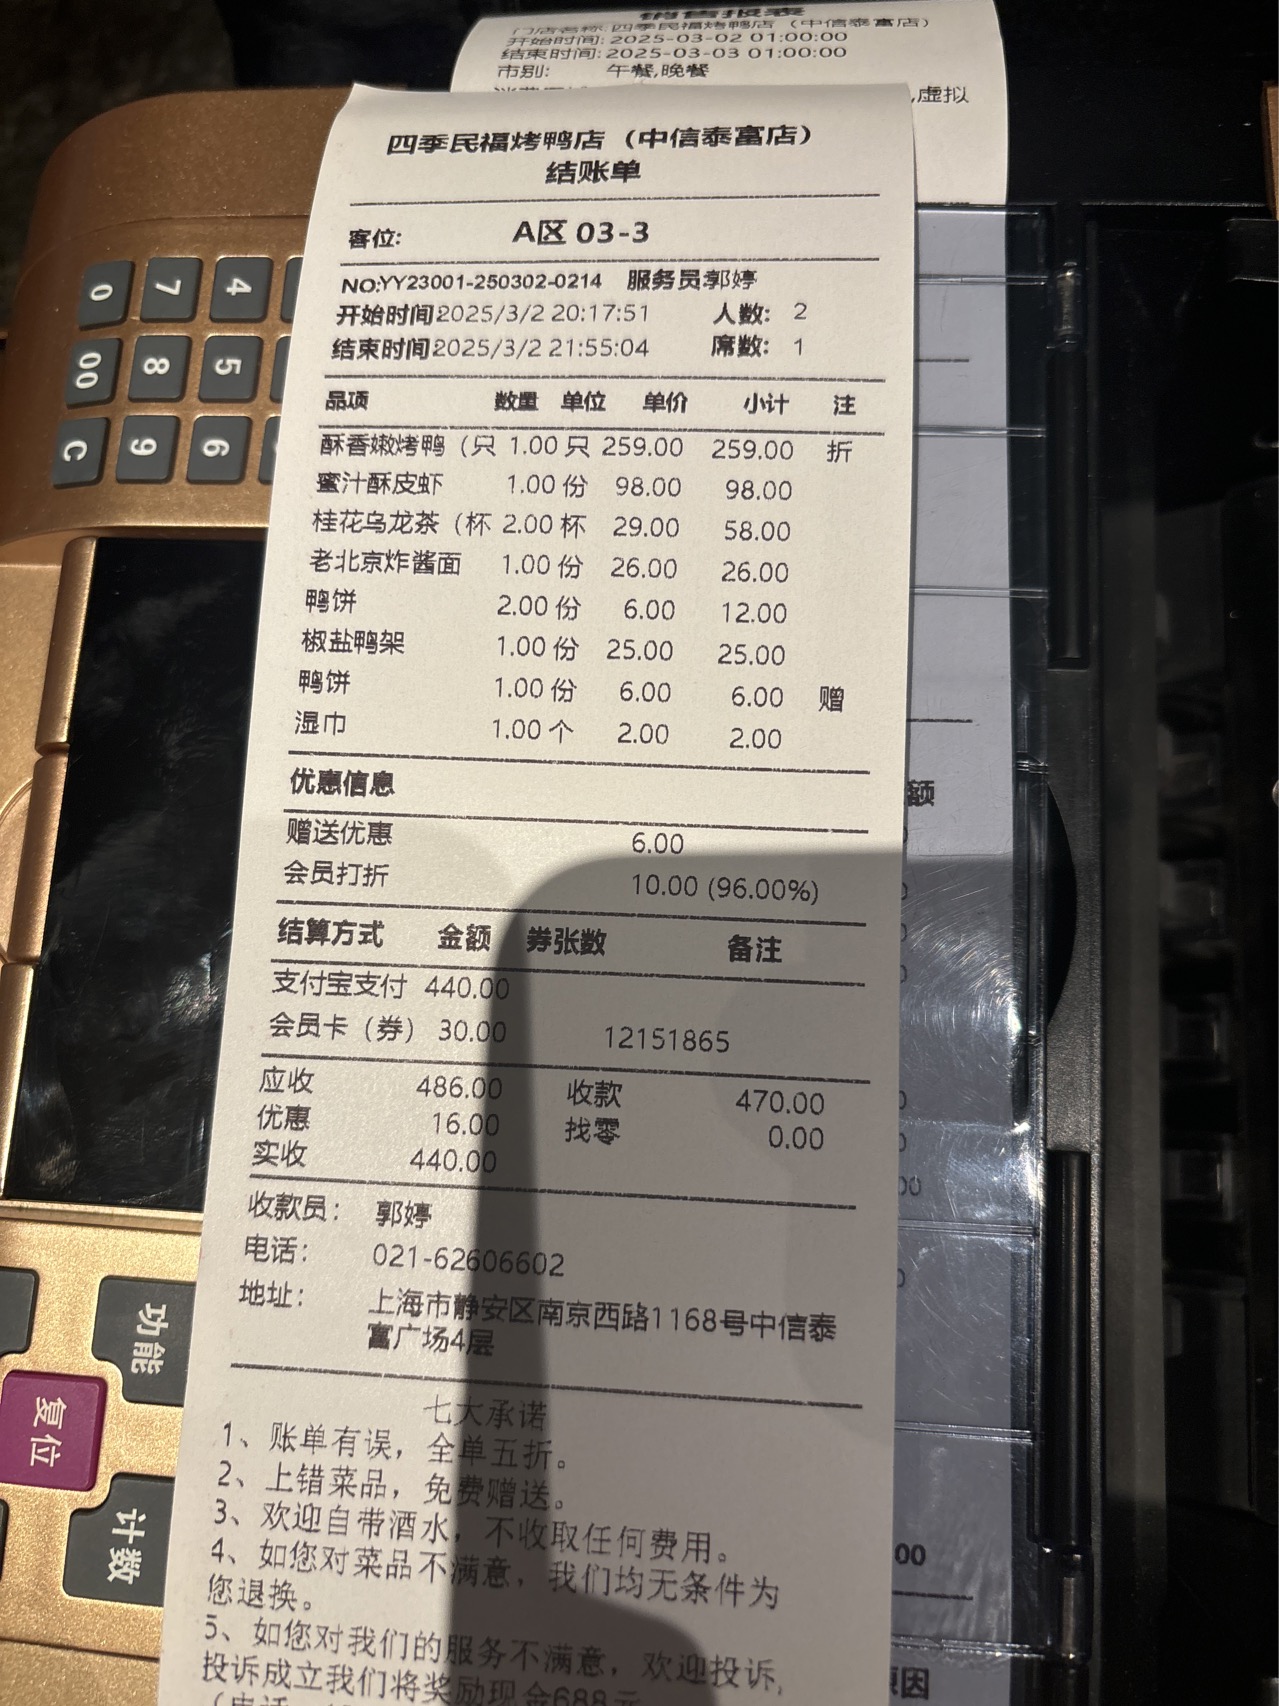 销售报表
门店名称:四季民福烤鸭店（中信泰富店）
开始时间: 2025-03-02 01:00:00
结束时间: 2025-03-03 01:00:00
市别: 午餐,晚餐
,虚拟
四季民福烤鸭店（中信泰富店）
结账单
客位: A区 03-3
NO:YY23001-250302-0214 服务员郭婷
开始时间2025/3/2 20:17:51 人数: 2
结束时间2025/3/2 21:55:04 席数: 1
品项 数量 单位 单价 小计 注
酥香嫩烤鸭（只 1.00 只 259.00 259.00 折
蜜汁酥皮虾 1.00 份 98.00 98.00
桂花乌龙茶（杯 2.00 杯 29.00 58.00
老北京炸酱面 1.00 份 26.00 26.00
鸭饼 2.00 份 6.00 12.00
椒盐鸭架 1.00 份 25.00 25.00
鸭饼 1.00 份 6.00 6.00 赠
湿巾 1.00 个 2.00 2.00
优惠信息
赠送优惠 6.00
会员打折 10.00 (96.00%)
结算方式 金额 券张数 备注
支付宝支付 440.00
会员卡（券） 30.00 12151865
应收 486.00 收款 470.00
优惠 16.00 找零 0.00
实收 440.00
收款员: 郭婷
电话: 021-62606602
地址: 上海市静安区南京西路1168号中信泰
富广场4层
七大承诺
1、账单有误，全单五折。
2、上错菜品，免费赠送。
3、欢迎自带酒水，不收取任何费用。
4、如您对菜品不满意，我们均无条件为
您退换。
5、如您对我们的服务不满意，欢迎投诉,
投诉成立我们将奖励现金688元
0 7 4
00 8 5
C 9 6
功能
复位
计数
额
00
原因